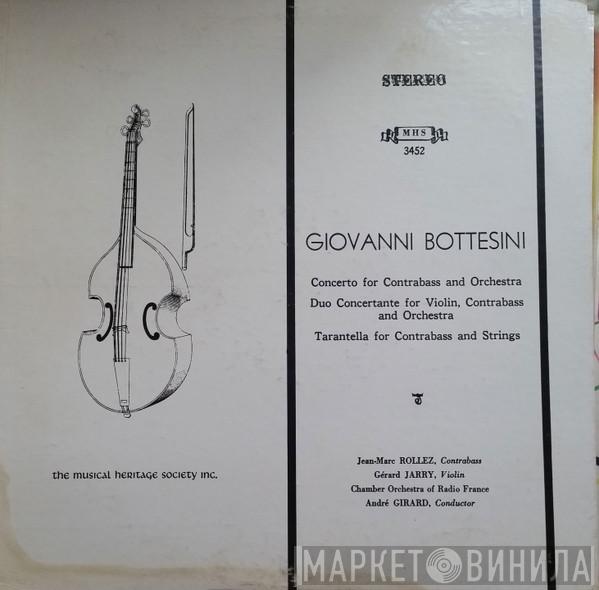 STEREO
MHS
3452
GIOVANNI BOTTESINI
Concerto for Contrabass and Orchestra
Duo Concertante for Violin, Contrabass
and Orchestra
Tarantella for Contrabass and Strings
Jean-Marc ROLLEZ, Contrabass
Gérard JARRY, Violin
Chamber Orchestra of Radio France
André GIRARD, Conductor
the musical heritage society inc.
МАРКЕТ ВИНИЛА